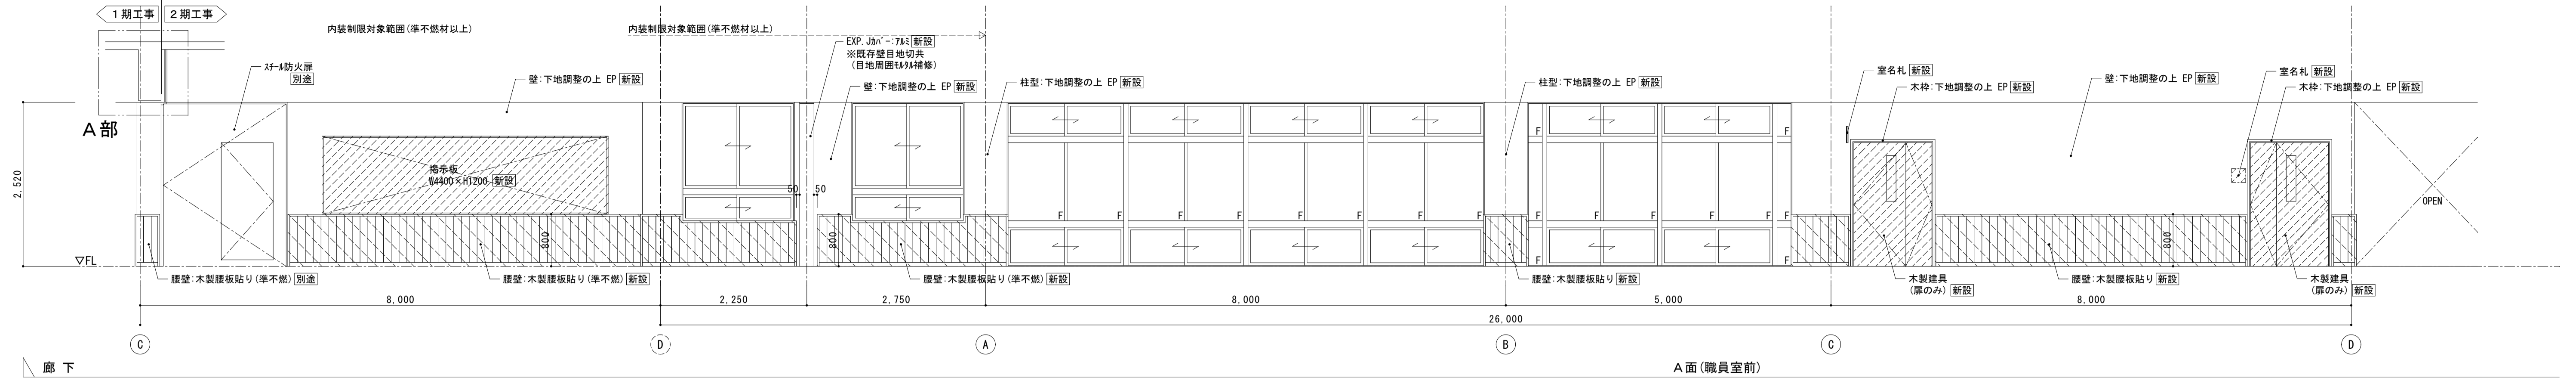 1期工事 2期工事
内装制限対象範囲(準不燃材以上)
内装制限対象範囲(準不燃材以上)
EXP.Jカバー:アルミ 新設
※既存壁目地切共
(目地周囲モルタル補修)
スチール防火扉
別途
壁:下地調整の上 EP 新設
壁:下地調整の上 EP 新設
柱型:下地調整の上 EP 新設
柱型:下地調整の上 EP 新設
室名札 新設
木枠:下地調整の上 EP 新設
壁:下地調整の上 EP 新設
室名札 新設
木枠:下地調整の上 EP 新設
A部
2,520
掲示板
W4400×H1200 新設
50 50
F F F F F F F F
F F F F F F
F F
OPEN
800 800 800
▽FL
腰壁:木製腰板貼り(準不燃) 別途
腰壁:木製腰板貼り(準不燃) 新設
腰壁:木製腰板貼り(準不燃) 新設
腰壁:木製腰板貼り 新設
木製建具
(扉のみ) 新設
腰壁:木製腰板貼り 新設
木製建具
(扉のみ) 新設
8,000 2,250 2,750 8,000 5,000 8,000
26,000
C D A B C D
廊下
A面(職員室前)